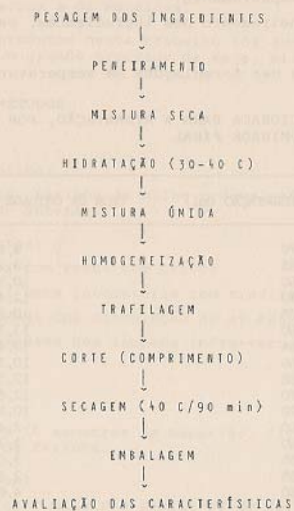 PESAGEM DOS INGREDIENTES
PENEIRAMENTO
MISTURA SECA
HIDRATAÇÃO (30-40 C)
MISTURA ÚMIDA
HOMOGENEIZAÇÃO
TRAFILAGEM
CORTE (COMPRIMENTO)
SECAGEM (40 C/90 min)
EMBALAGEM
AVALIAÇÃO DAS CARACTERÍSTICAS